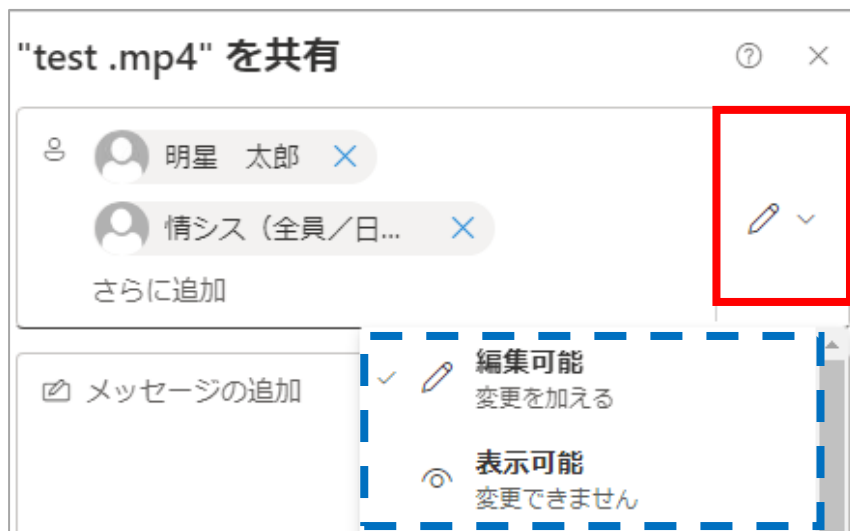 "test .mp4" を共有
明星　太郎
情シス（全員／日...
さらに追加
メッセージの追加
編集可能
変更を加える
表示可能
変更できません